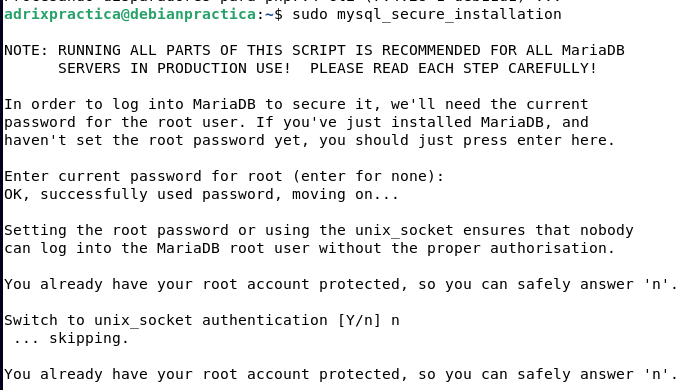 adrixpractica@debianpractica:~$ sudo mysql_secure_installation
NOTE: RUNNING ALL PARTS OF THIS SCRIPT IS RECOMMENDED FOR ALL MariaDB
SERVERS IN PRODUCTION USE!  PLEASE READ EACH STEP CAREFULLY!
In order to log into MariaDB to secure it, we'll need the current
password for the root user. If you've just installed MariaDB, and
haven't set the root password yet, you should just press enter here.
Enter current password for root (enter for none):
OK, successfully used password, moving on...
Setting the root password or using the unix_socket ensures that nobody
can log into the MariaDB root user without the proper authorisation.
You already have your root account protected, so you can safely answer 'n'.
Switch to unix_socket authentication [Y/n] n
... skipping.
You already have your root account protected, so you can safely answer 'n'.